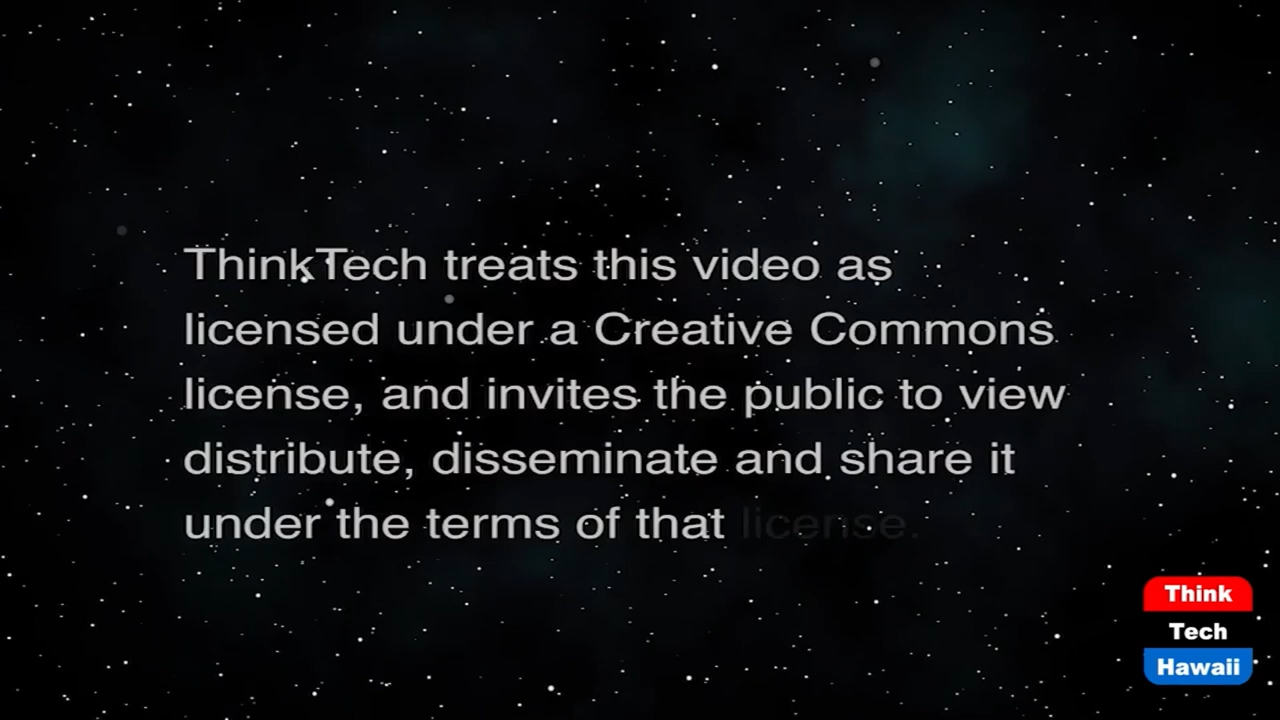 ThinkTech treats this video as
licensed under a Creative Commons
license, and invites the public to view
distribute, disseminate and share it
under the terms of that license.
Think
Tech
Hawaii